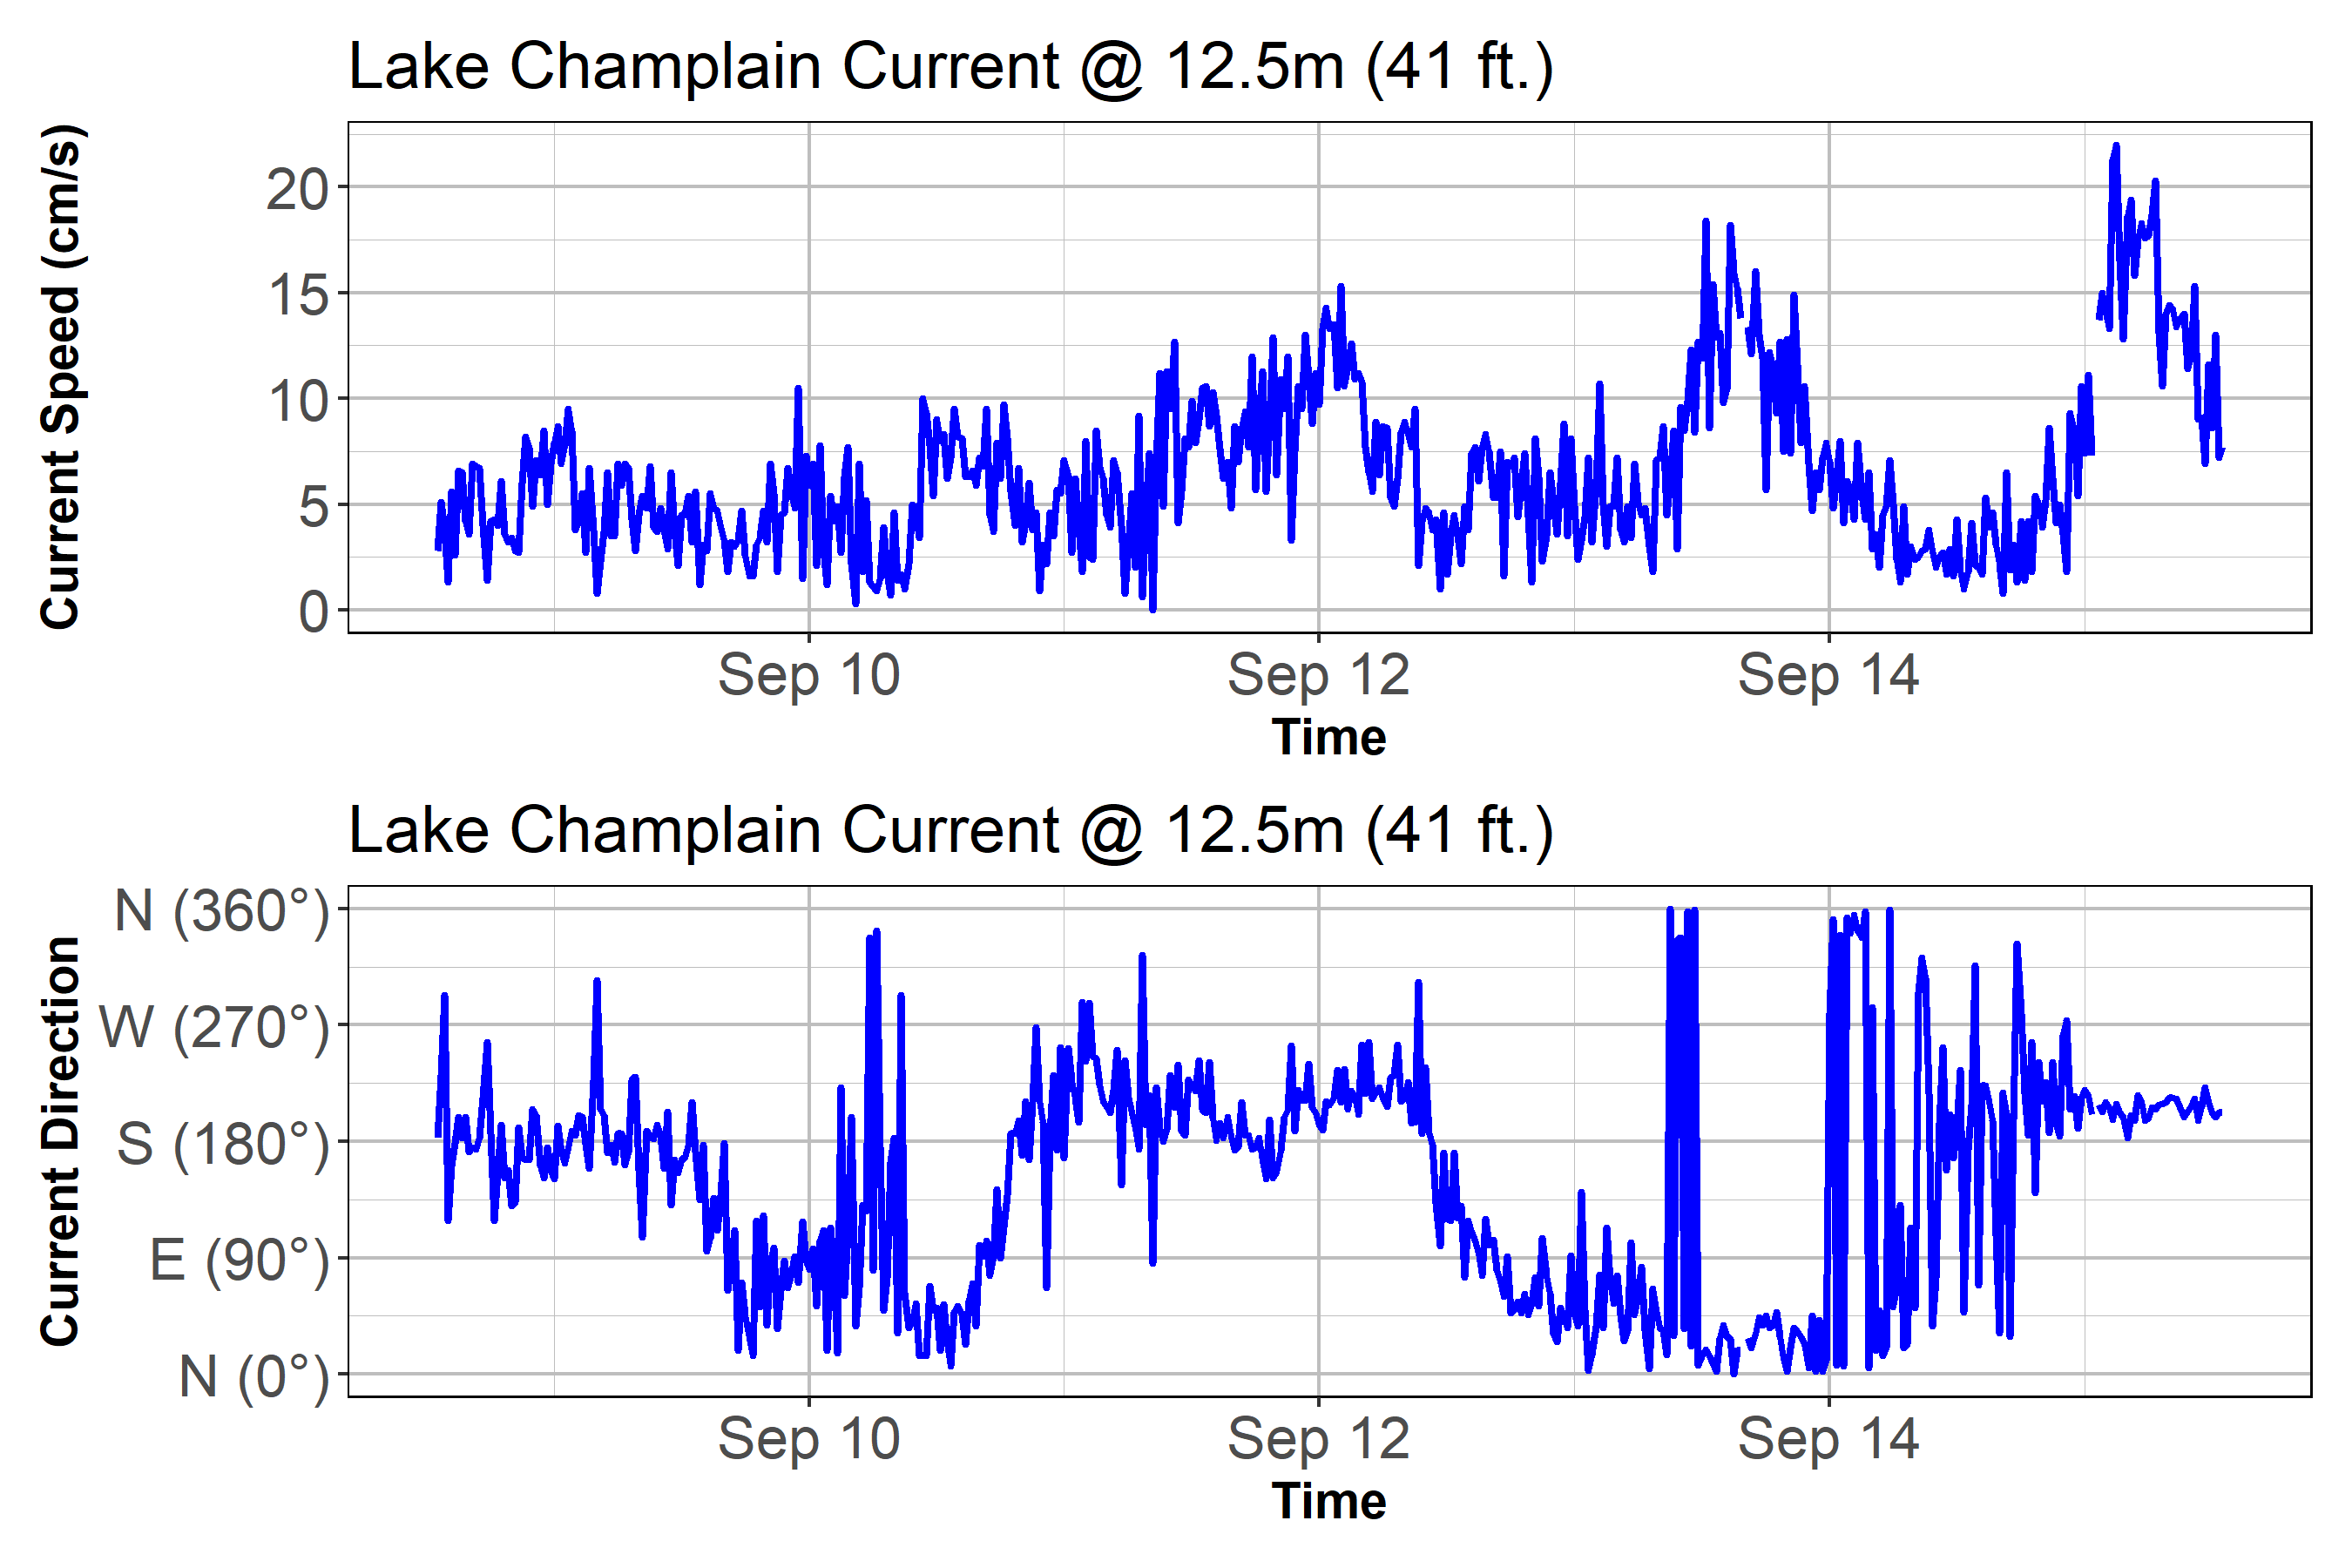 Lake Champlain Current @ 12.5m (41 ft.)
Current Speed (cm/s)
20
15
10
5
0
Sep 10 Sep 12 Sep 14
Time
Lake Champlain Current @ 12.5m (41 ft.)
Current Direction
N (360°)
W (270°)
S (180°)
E (90°)
N (0°)
Sep 10 Sep 12 Sep 14
Time